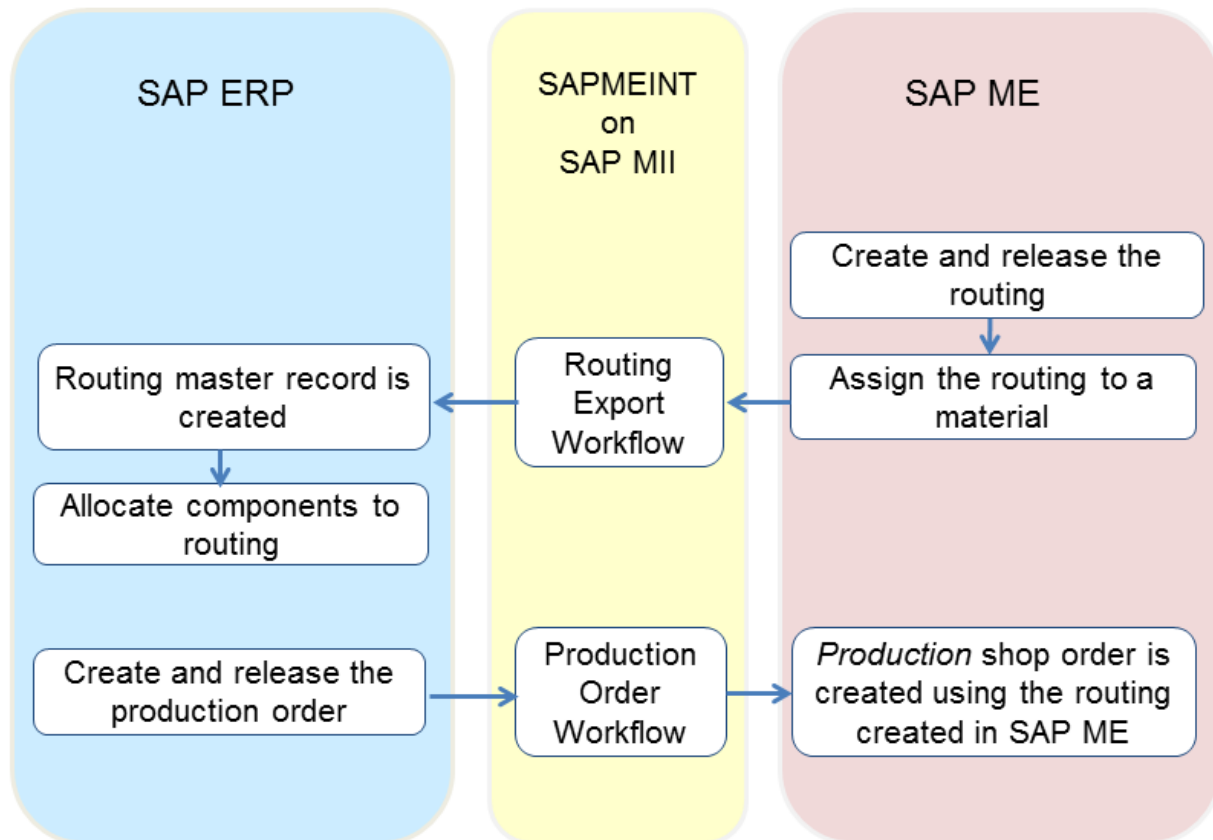 SAP ERP
SAPMEINT
on
SAP MII
SAP ME
Create and release the
routing
Assign the routing to a
material
Routing
Export
Workflow
Routing master record is
created
Allocate components to
routing
Create and release the
production order
Production
Order
Workflow
Production shop order is
created using the routing
created in SAP ME